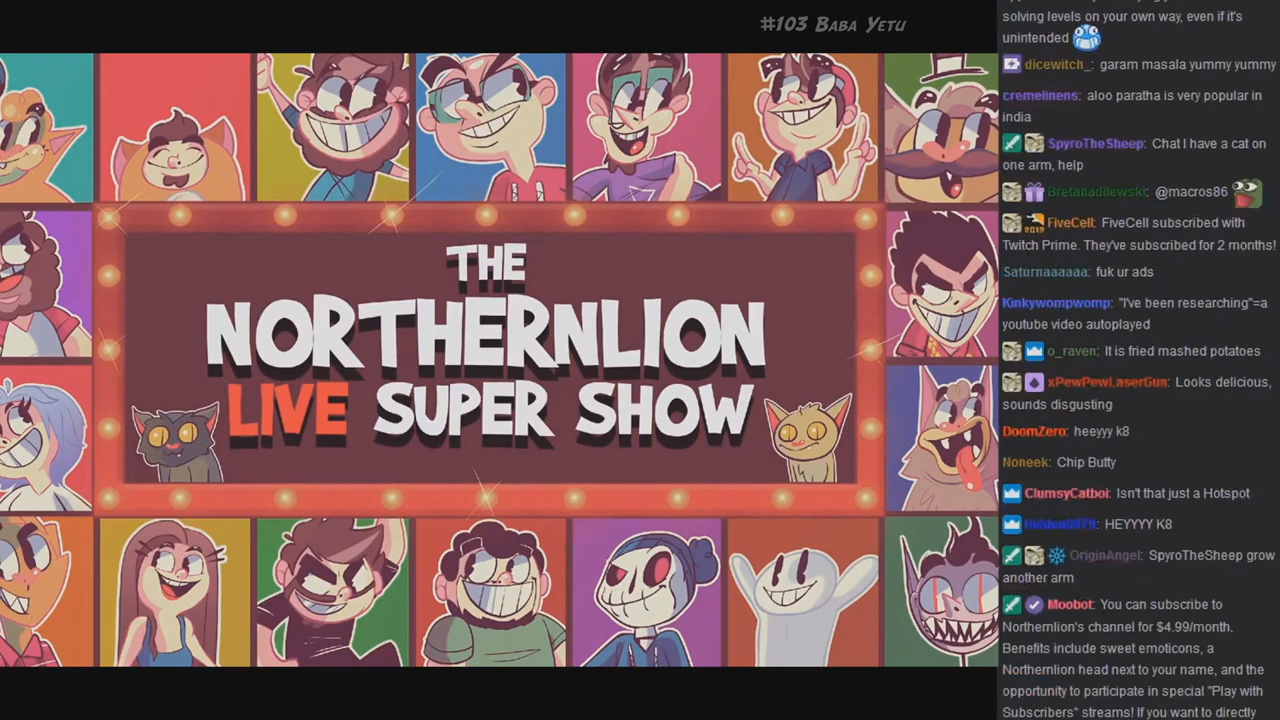 #103 Baba Yetu
THE
NORTHERNLION
LIVE SUPER SHOW
solving levels on your own way, even if it's
unintended
dicewitch_: garam masala yummy yummy
cremelinens: aloo paratha is very popular in
india
SpyroTheSheep: Chat I have a cat on
one arm, help
Bretanadilewski: @macros86
2019 FiveCell: FiveCell subscribed with
Twitch Prime. They've subscribed for 2 months!
Saturnaaaaaa: fuk ur ads
Kinkywompwomp: "I've been researching"=a
youtube video autoplayed
o_raven: It is fried mashed potatoes
xPewPewLaserGun: Looks delicious,
sounds disgusting
DoomZero: heeyyy k8
Noneek: Chip Butty
ClumsyCatboi: Isn't that just a Hotspot
: HEYYYY K8
OriginAngel: SpyroTheSheep grow
another arm
Moobot: You can subscribe to
Northernlion's channel for $4.99/month.
Benefits include sweet emoticons, a
Northernlion head next to your name, and the
opportunity to participate in special "Play with
Subscribers" streams! If you want to directly